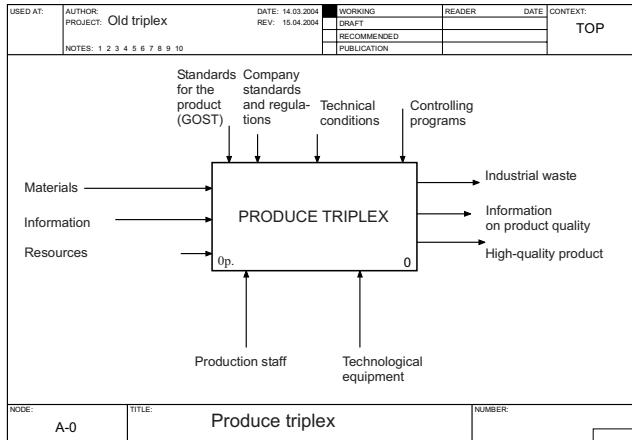 USED AT:
AUTHOR:
DATE: 14.03.2004
WORKING
READER
DATE
CONTEXT:
PROJECT: Old triplex
REV: 15.04.2004
DRAFT
TOP
RECOMMENDED
NOTES: 1 2 3 4 5 6 7 8 9 10
PUBLICATION
Standards
for the
product
(GOST)
Company
standards
and regula-
tions
Technical
conditions
Controlling
programs
Materials
Information
Resources
PRODUCE TRIPLEX
0p.
0
Industrial waste
Information
on product quality
High-quality product
Production staff
Technological
equipment
NODE:
A-0
TITLE:
Produce triplex
NUMBER: